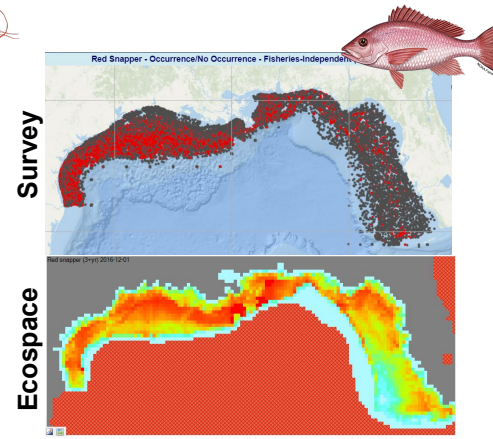 Red Snapper - Occurrence/No Occurrence - Fisheries-Independent
Survey
Red snapper (3+yr) 2016-12-01
Ecospace